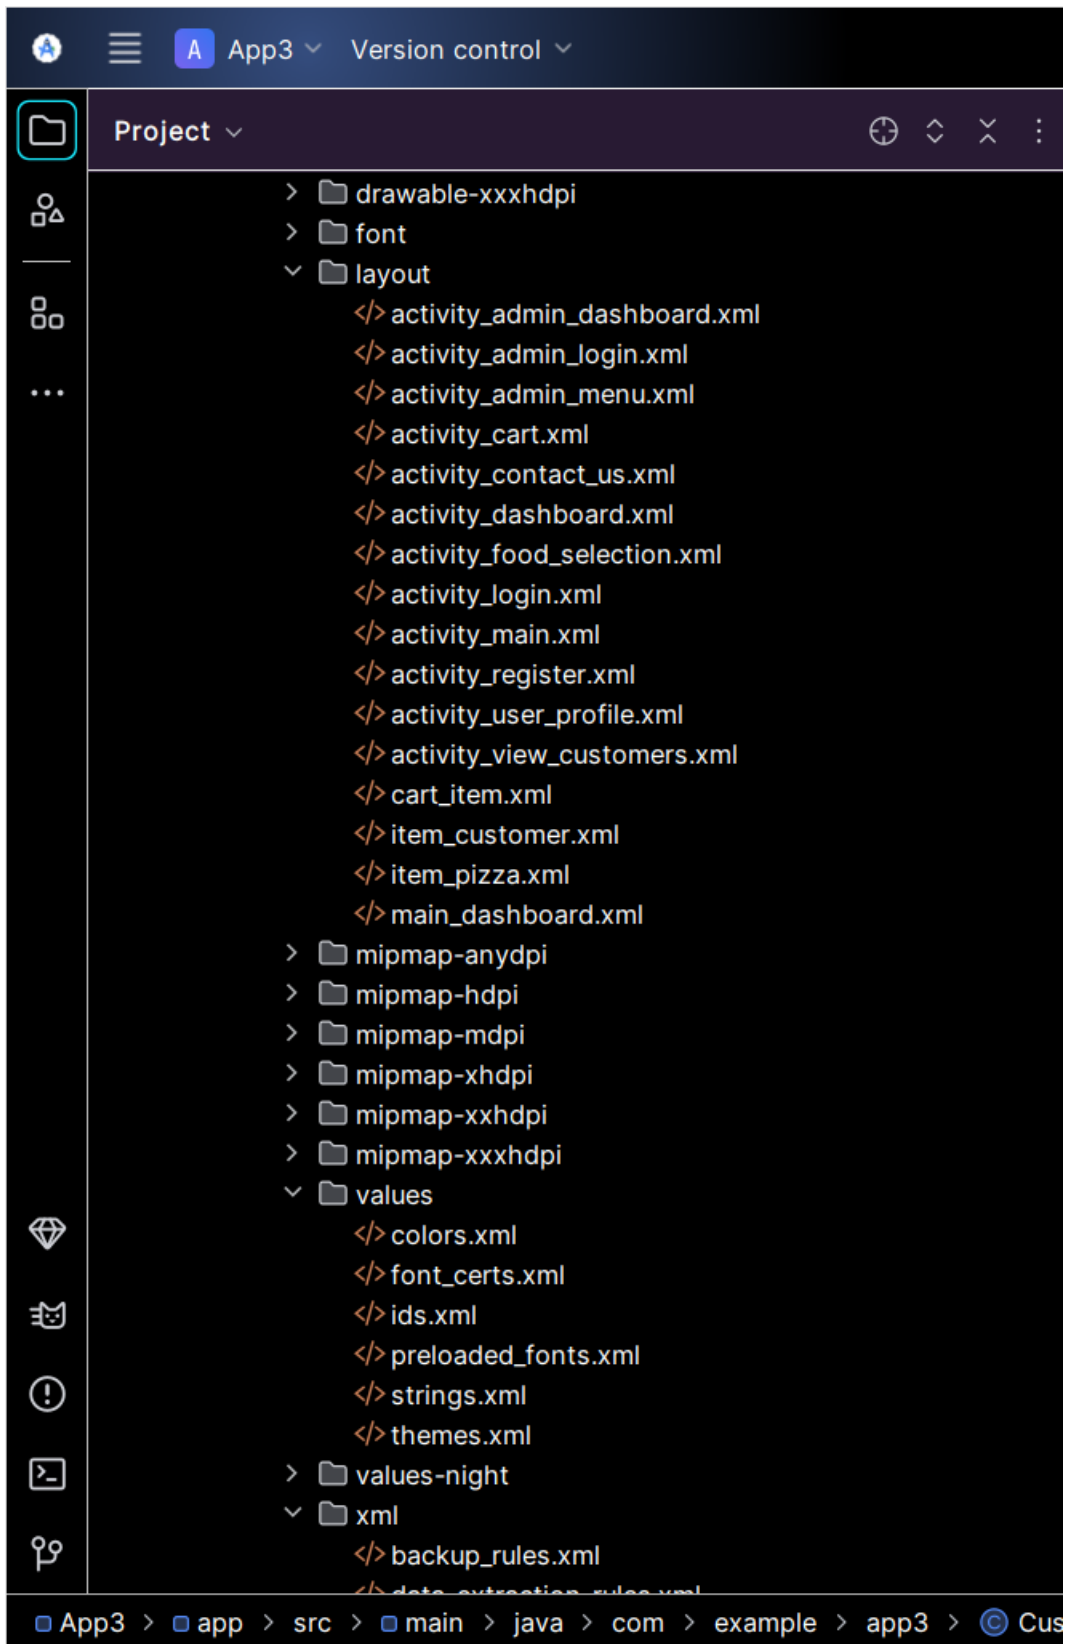 A App3 Version control
Project
drawable-xxxhdpi
font
layout
activity_admin_dashboard.xml
activity_admin_login.xml
activity_admin_menu.xml
activity_cart.xml
activity_contact_us.xml
activity_dashboard.xml
activity_food_selection.xml
activity_login.xml
activity_main.xml
activity_register.xml
activity_user_profile.xml
activity_view_customers.xml
cart_item.xml
item_customer.xml
item_pizza.xml
main_dashboard.xml
mipmap-anydpi
mipmap-hdpi
mipmap-mdpi
mipmap-xhdpi
mipmap-xxhdpi
mipmap-xxxhdpi
values
colors.xml
font_certs.xml
ids.xml
preloaded_fonts.xml
strings.xml
themes.xml
values-night
xml
backup_rules.xml
data_extraction_rules.xml
App3 > app > src > main > java > com > example > app3 > © Cus